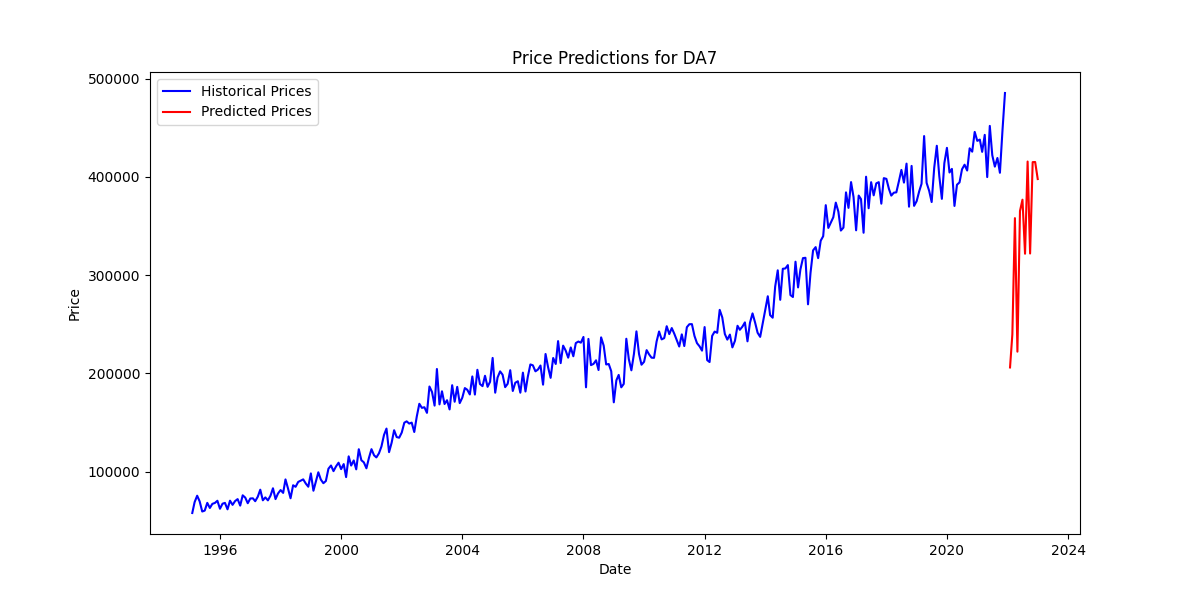 Price Predictions for DA7
500000
400000
300000
200000
100000
Price
Historical Prices
Predicted Prices
1996 2000 2004 2008 2012 2016 2020 2024
Date